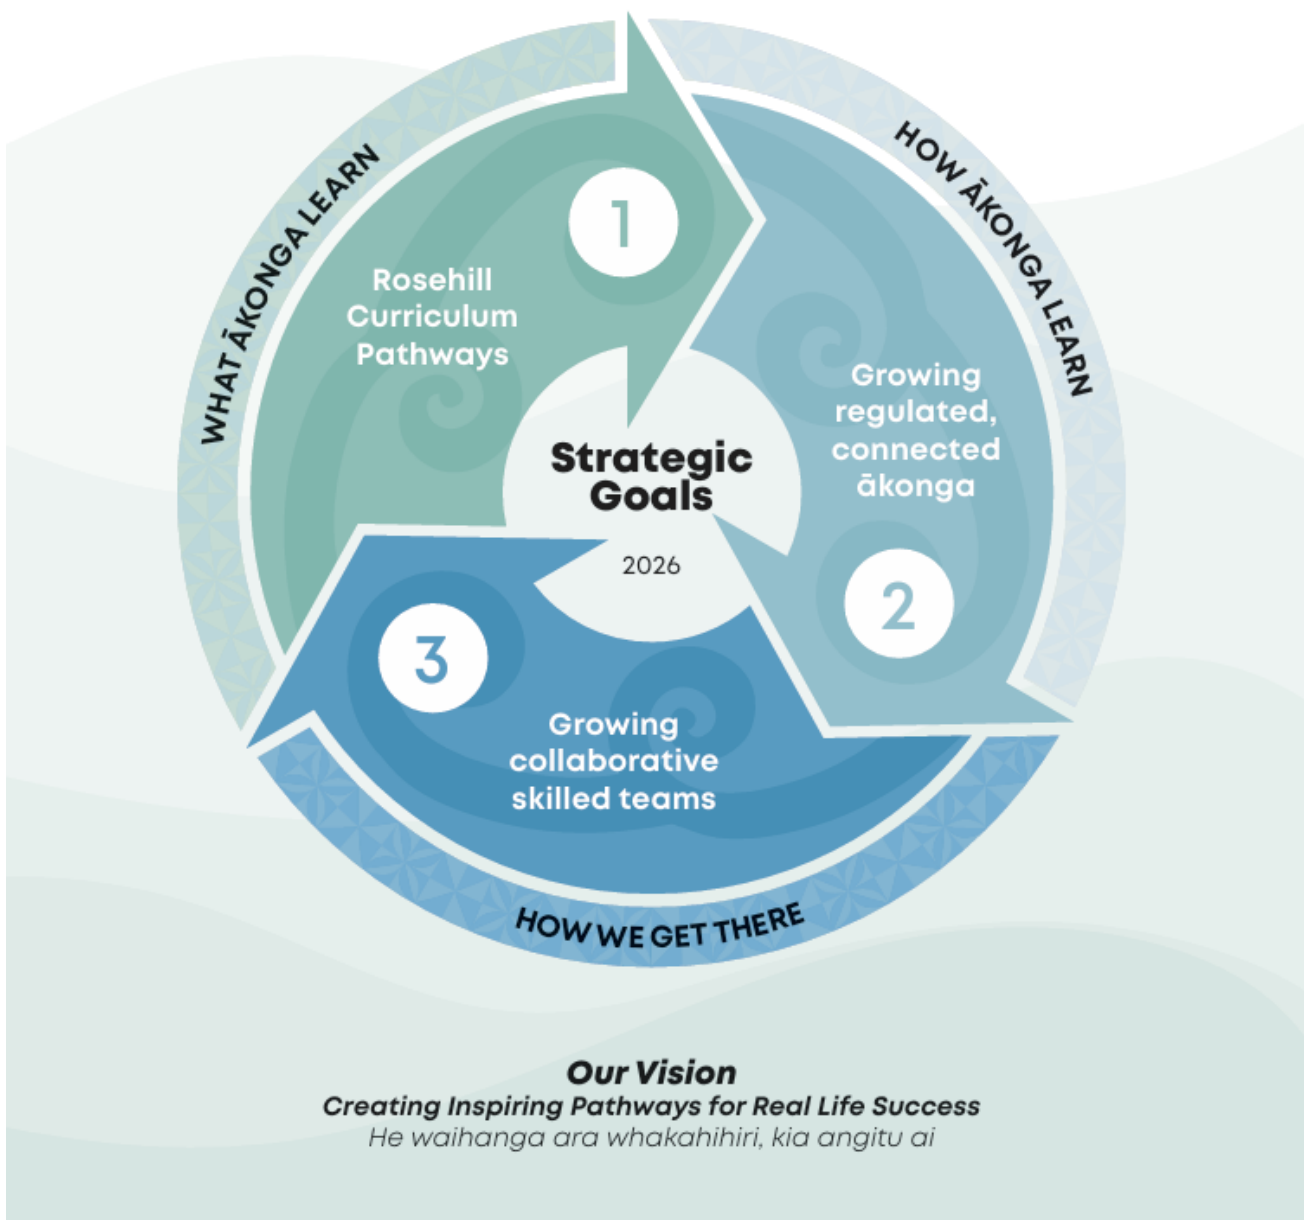 WHAT ĀKONGA LEARN
HOW ĀKONGA LEARN
1
Rosehill
Curriculum
Pathways
Growing
regulated,
connected
ākonga
2
Strategic
Goals
2026
3
Growing
collaborative
skilled teams
HOW WE GET THERE
Our Vision
Creating Inspiring Pathways for Real Life Success
He waihanga ara whakahihiri, kia angitu ai